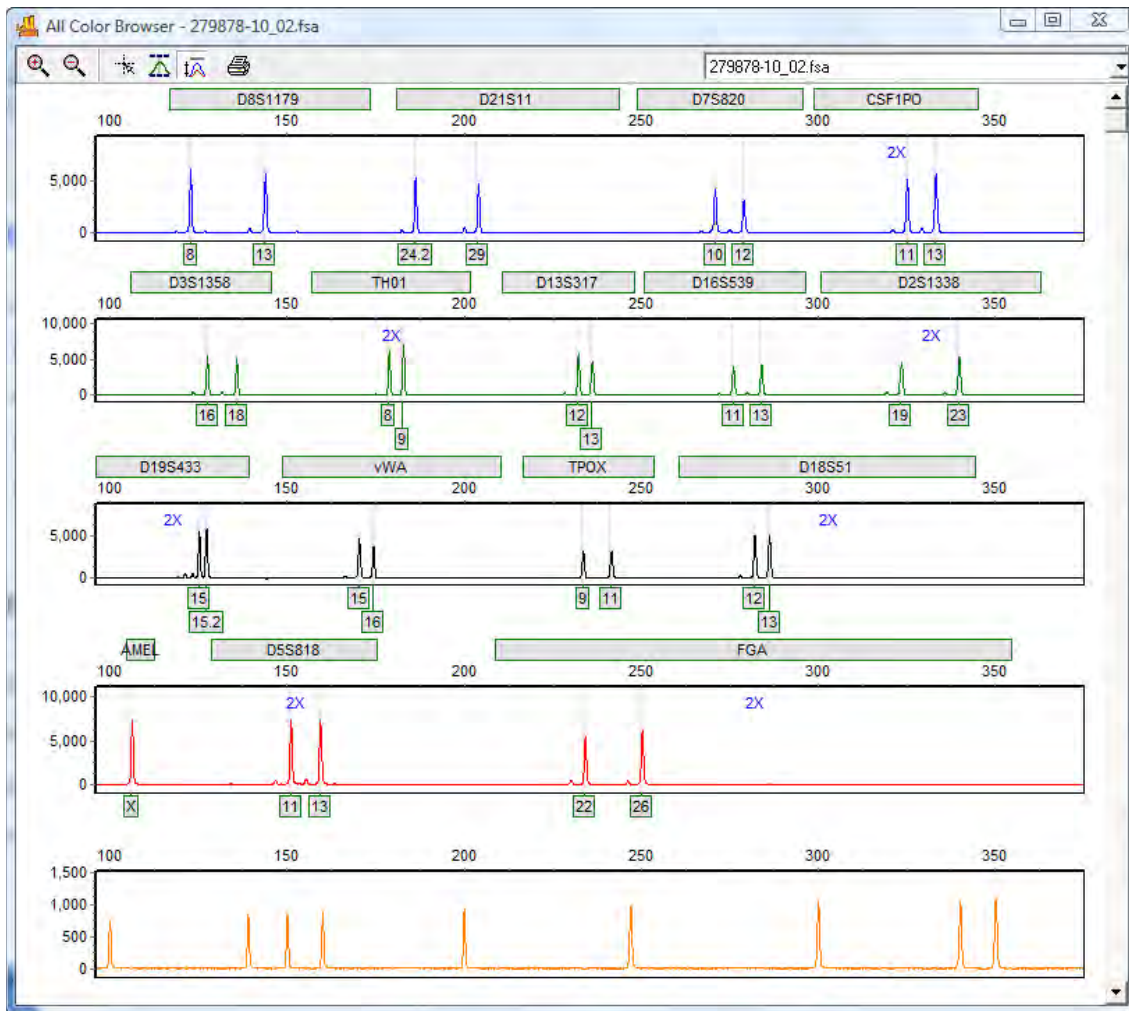 All Color Browser - 279878-10_02.fsa
279878-10_02.fsa
D8S1179 D21S11 D7S820 CSF1PO
100 150 200 250 300 350
2X
5,000
0
8 13 24.2 29 10 12 11 13
D3S1358 TH01 D13S317 D16S539 D2S1338
100 150 200 250 300 350
10,000
2X 2X
5,000
0
16 18 8 12 11 13 19 23
9 13
D19S433 vWA TPOX D18S51
100 150 200 250 300 350
2X 2X
5,000
0
15 15 9 11 12
15.2 16 13
AMEL D5S818 FGA
100 150 200 250 300 350
10,000
2X 2X
5,000
0
X 11 13 22 26
100 150 200 250 300 350
1,500
1,000
500
0